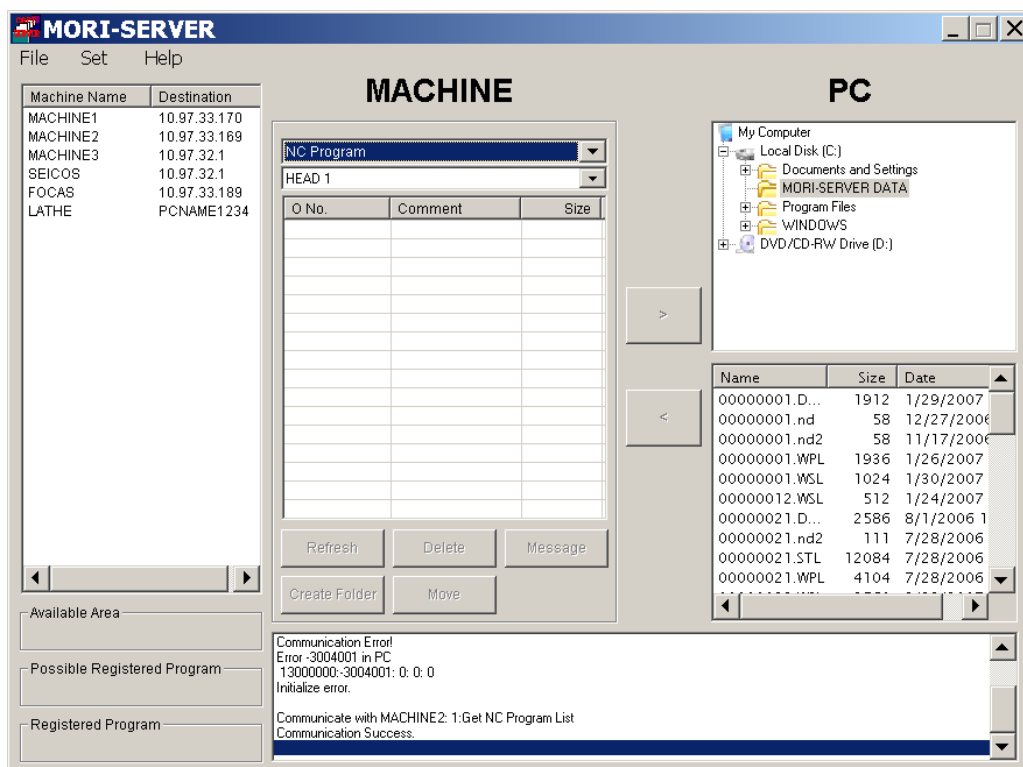 MORI-SERVER
File Set Help
MACHINE
PC
Machine Name Destination
MACHINE1 10.97.33.170
MACHINE2 10.97.33.169
MACHINE3 10.97.32.1
SEICOS 10.97.32.1
FOCAS 10.97.33.189
LATHE PCNAME1234
NC Program
HEAD 1
O No. Comment Size
Refresh Delete Message
Create Folder Move
>
<
My Computer
Local Disk (C:)
Documents and Settings
MORI-SERVER DATA
Program Files
WINDOWS
DVD/CD-RW Drive (D:)
Name Size Date
00000001.D... 1912 1/29/2007
00000001.nd 58 12/27/2006
00000001.nd2 58 11/17/2006
00000001.WPL 1936 1/26/2007
00000001.WSL 1024 1/30/2007
00000012.WSL 512 1/24/2007
00000021.D... 2586 8/1/2006 1
00000021.nd2 111 7/28/2006
00000021.STL 12084 7/28/2006
00000021.WPL 4104 7/28/2006
Available Area
Possible Registered Program
Registered Program
Communication Error!
Error -3004001 in PC
13000000:-3004001: 0: 0: 0
Initialize error.
Communicate with MACHINE2: 1:Get NC Program List
Communication Success.